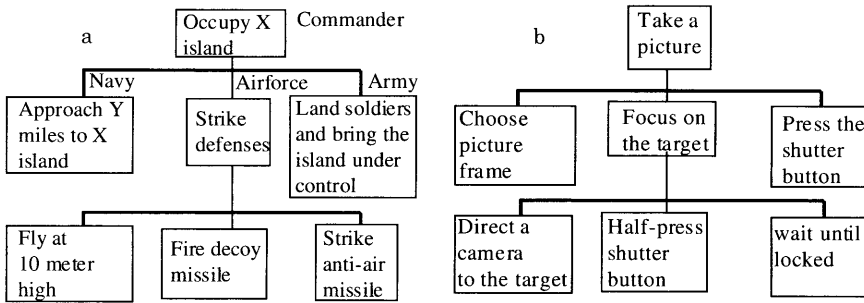 a
Occupy X
island
Commander
Navy
Airforce
Army
Approach Y
miles to X
island
Strike
defenses
Land soldiers
and bring the
island under
control
Fly at
10 meter
high
Fire decoy
missile
Strike
anti-air
missile
b
Take a
picture
Choose
picture
frame
Focus on
the target
Press the
shutter
button
Direct a
camera
to the target
Half-press
shutter
button
wait until
locked